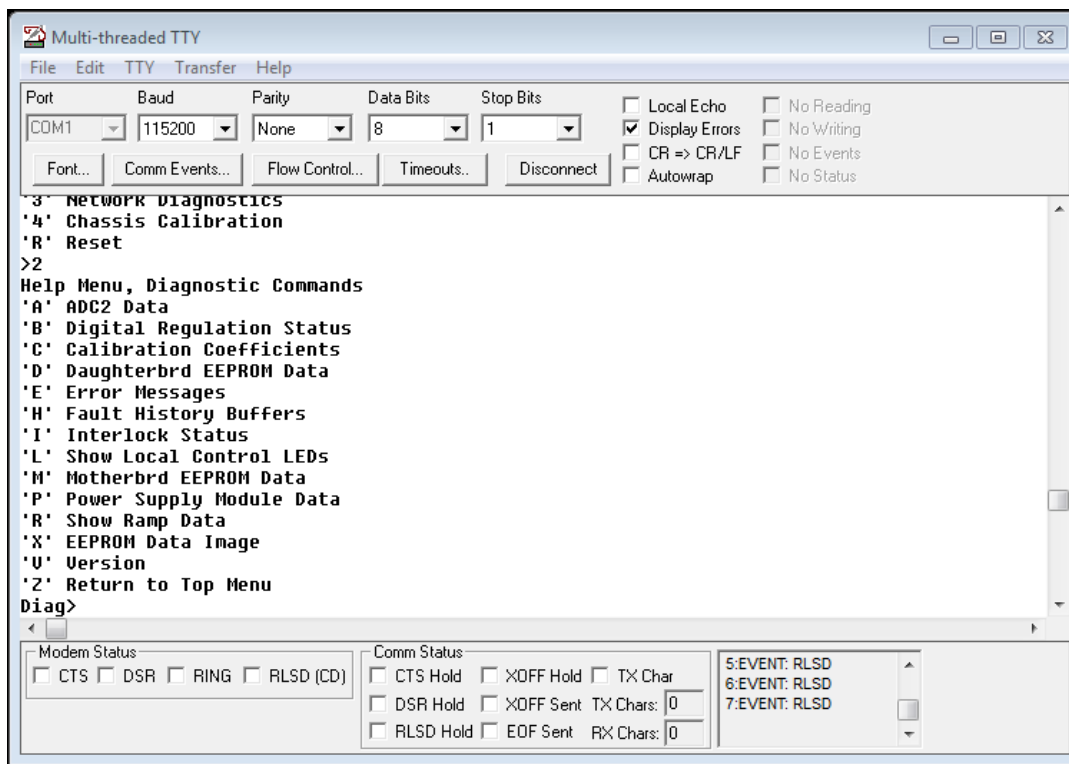 Multi-threaded TTY
File Edit TTY Transfer Help
Port Baud Parity Data Bits Stop Bits
COM1 115200 None 8 1
Local Echo No Reading
Display Errors No Writing
CR => CR/LF No Events
Autowrap No Status
Font... Comm Events... Flow Control... Timeouts.. Disconnect
'3' Network Diagnostics
'4' Chassis Calibration
'R' Reset
>2
Help Menu, Diagnostic Commands
'A' ADC2 Data
'B' Digital Regulation Status
'C' Calibration Coefficients
'D' Daughterbrd EEPROM Data
'E' Error Messages
'H' Fault History Buffers
'I' Interlock Status
'L' Show Local Control LEDs
'M' Motherbrd EEPROM Data
'P' Power Supply Module Data
'R' Show Ramp Data
'X' EEPROM Data Image
'V' Version
'Z' Return to Top Menu
Diag>
Modem Status
CTS DSR RING RLSD (CD)
Comm Status
CTS Hold XOFF Hold TX Char
DSR Hold XOFF Sent TX Chars: 0
RLSD Hold EOF Sent RX Chars: 0
5:EVENT: RLSD
6:EVENT: RLSD
7:EVENT: RLSD